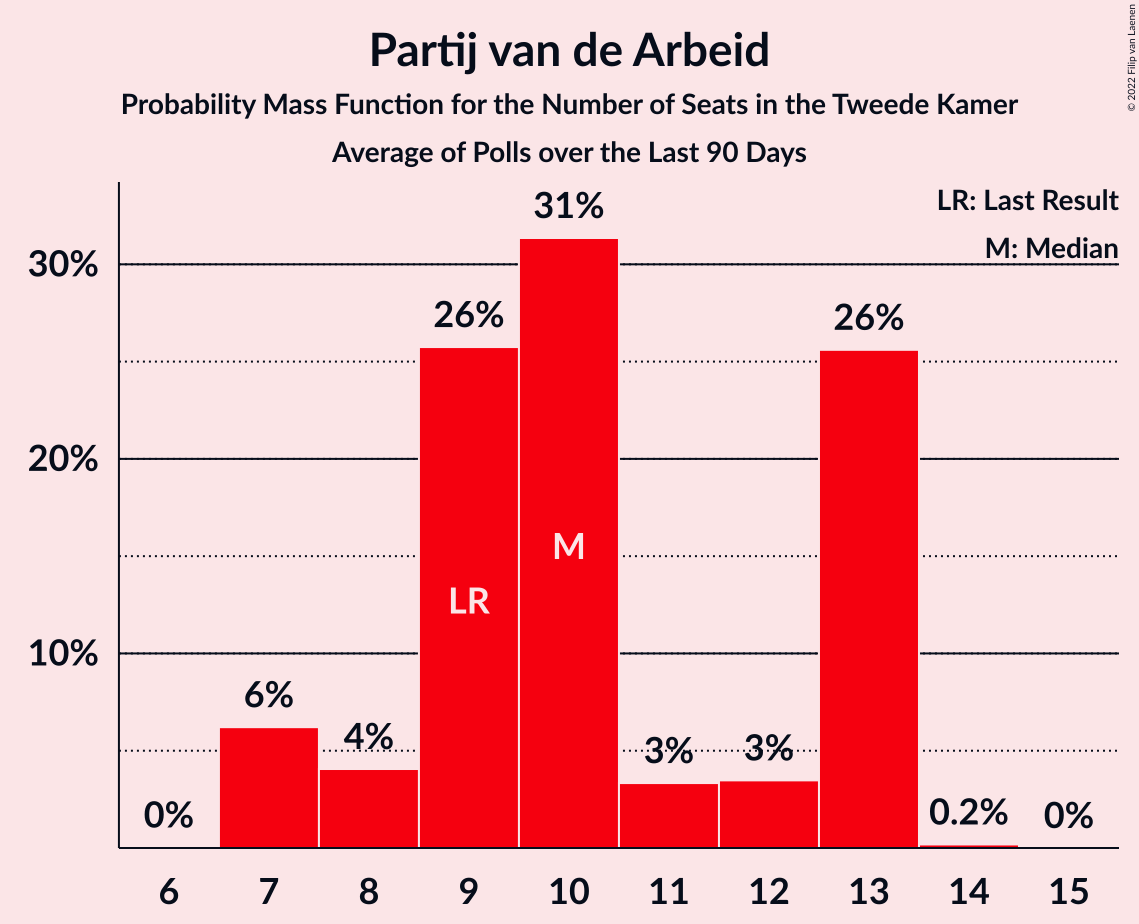 Partij van de Arbeid
Probability Mass Function for the Number of Seats in the Tweede Kamer
Average of Polls over the Last 90 Days
© 2022 Filip van Laenen
LR: Last Result
M: Median
30%
20%
10%
0%
6%
4%
26%
31%
3%
3%
26%
0.2%
0%
LR
M
6 7 8 9 10 11 12 13 14 15